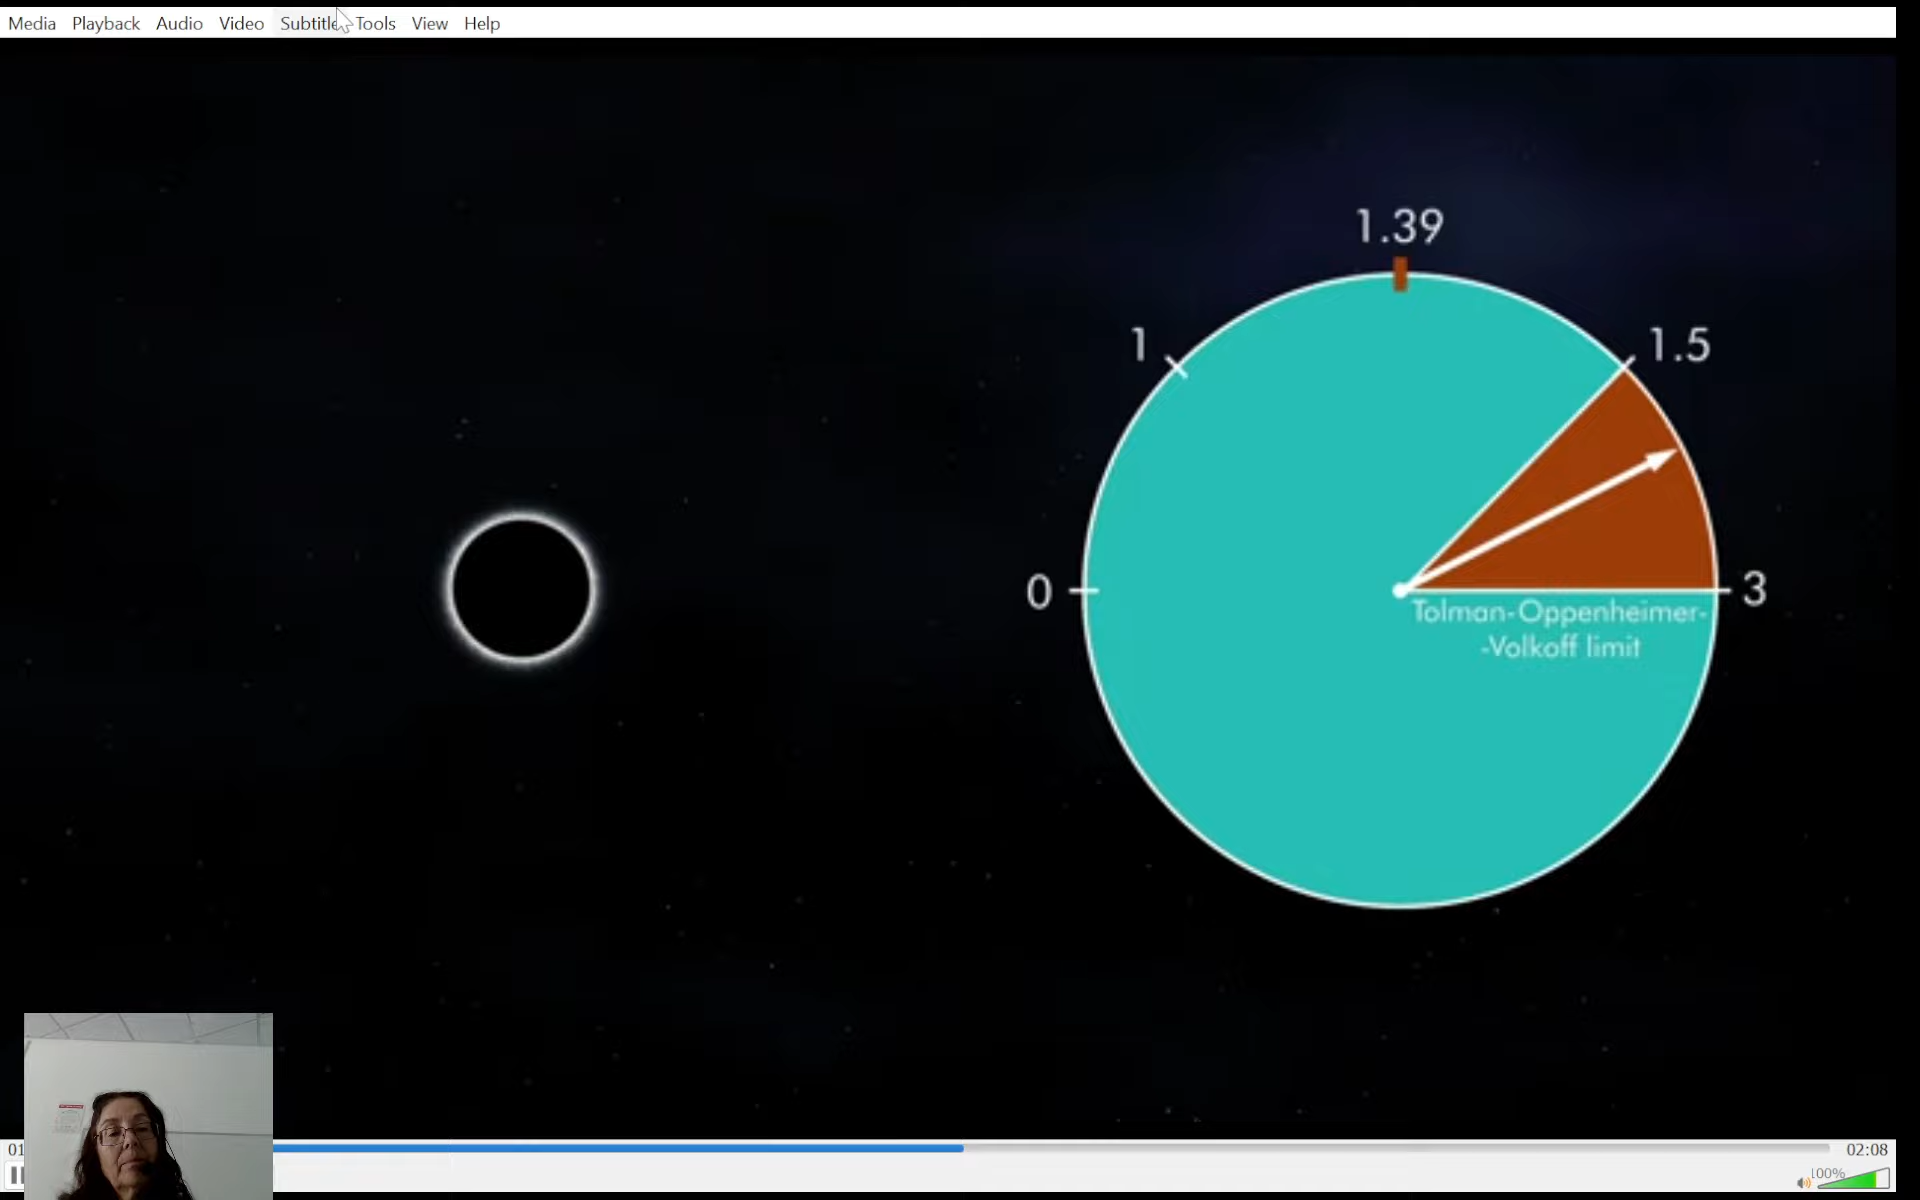 Media Playback Audio Video Subtitle Tools View Help
1.39
1
1.5
0
3
Tolman-Oppenheimer-
-Volkoff limit
01
02:08
100%